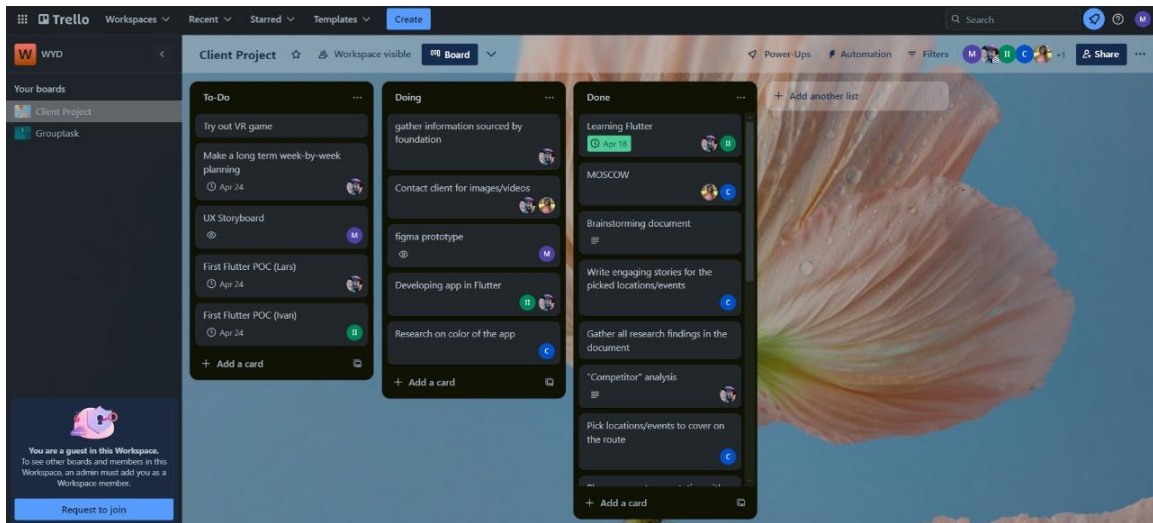 Trello Workspaces Recent Starred Templates Create Search M
W WYD
Client Project Workspace visible Board Power-Ups Automation Filters M II C +1 Share
Your boards
Client Project
Grouptask
To-Do
Try out VR game
Make a long term week-by-week
planning
Apr 24
UX Storyboard
M
First Flutter POC (Lars)
Apr 24
First Flutter POC (Ivan)
Apr 24 II
+ Add a card
Doing
gather information sourced by
foundation
Contact client for images/videos
figma prototype
M
Developing app in Flutter
II
Research on color of the app
C
+ Add a card
Done
Learning Flutter
Apr 18 II
MOSCOW
C
Brainstorming document
Write engaging stories for the
picked locations/events
C
Gather all research findings in the
document
"Competitor" analysis
Pick locations/events to cover on
the route
C
+ Add a card
+ Add another list
You are a guest in this Workspace.
To see other boards and members in this
Workspace, an admin must add you as a
Workspace member.
Request to join